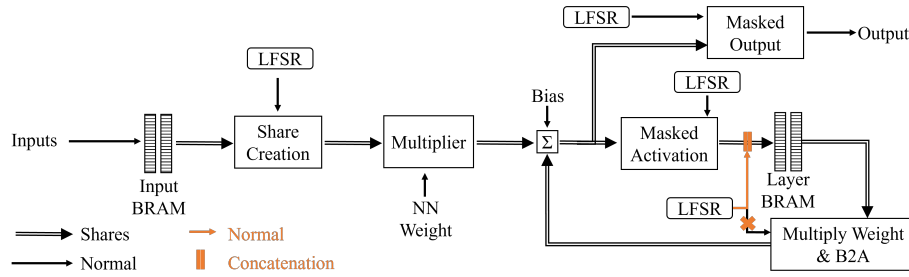 LFSR
Masked
Output
Output
LFSR
Bias
LFSR
Inputs
Share
Creation
Multiplier
Σ
Masked
Activation
Input
BRAM
NN
Weight
LFSR
Layer
BRAM
Multiply Weight
& B2A
Shares
Normal
Normal
Concatenation